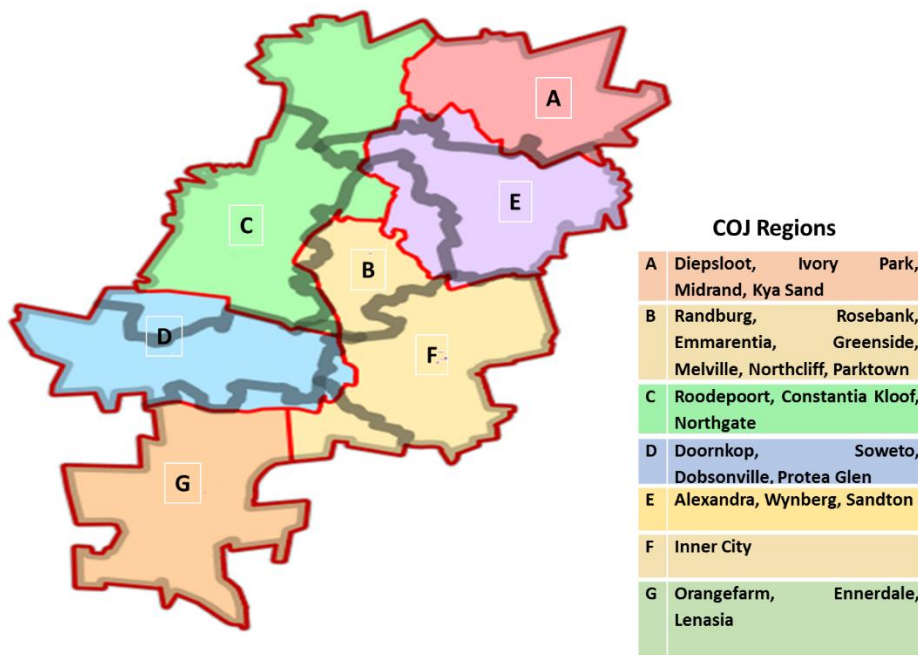 A
E
C
B
D
F
G
COJ Regions
A Diepsloot, Ivory Park,
Midrand, Kya Sand
B Randburg, Rosebank,
Emmarentia, Greenside,
Melville, Northcliff, Parktown
C Roodepoort, Constantia Kloof,
Northgate
D Doornkop, Soweto,
Dobsonville, Protea Glen
E Alexandra, Wynberg, Sandton
F Inner City
G Orangefarm, Ennerdale,
Lenasia